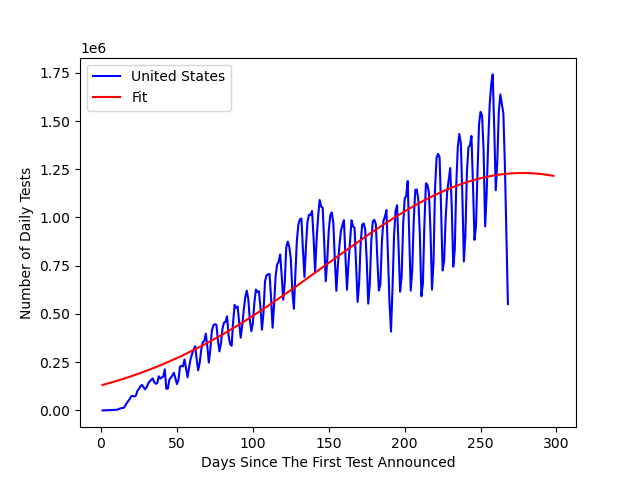 1e6
United States
Fit
1.75
1.50
1.25
1.00
0.75
0.50
0.25
0.00
Number of Daily Tests
0 50 100 150 200 250 300
Days Since The First Test Announced